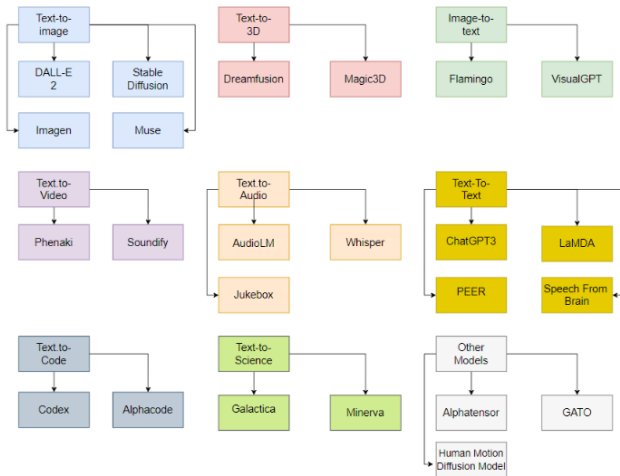 Text-to-
image
DALL-E
2
Stable
Diffusion
Imagen
Muse
Text-to-
3D
Dreamfusion
Magic3D
Image-to-
text
Flamingo
VisualGPT
Text.to-
Video
Phenaki
Soundify
Text.to-
Audio
AudioLM
Whisper
Jukebox
Text-To-
Text
ChatGPT3
LaMDA
PEER
Speech From
Brain
Text.to-
Code
Codex
Alphacode
Text-to-
Science
Galactica
Minerva
Other
Models
Alphatensor
GATO
Human Motion
Diffusion Model